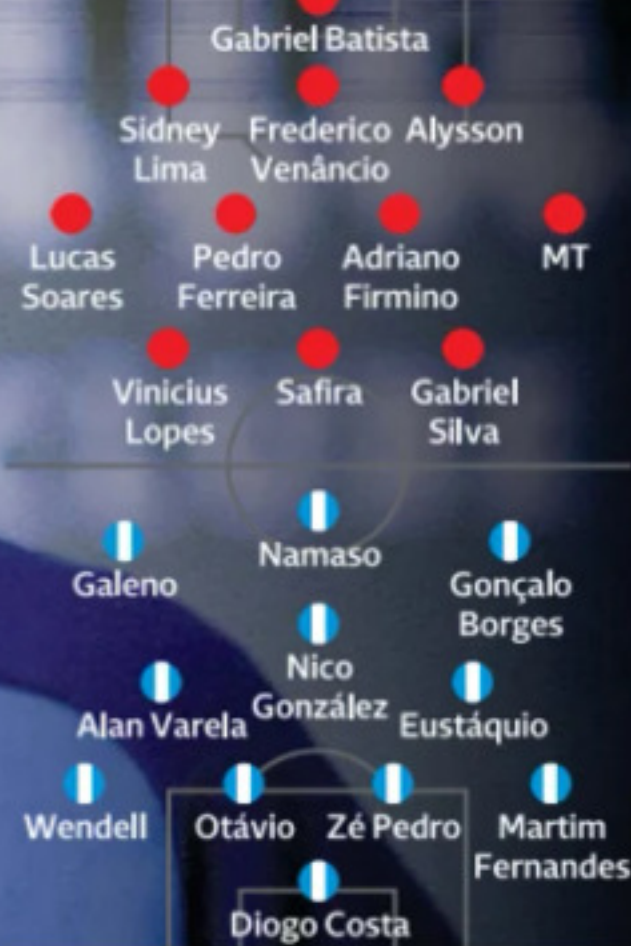 Gabriel Batista
Sidney Lima
Frederico Venâncio
Alysson
Lucas Soares
Pedro Ferreira
Adriano Firmino
MT
Vinicius Lopes
Safira
Gabriel Silva
Namaso
Galeno
Gonçalo Borges
Nico González
Alan Varela
Eustáquio
Wendell
Otávio
Zé Pedro
Martim Fernandes
Diogo Costa